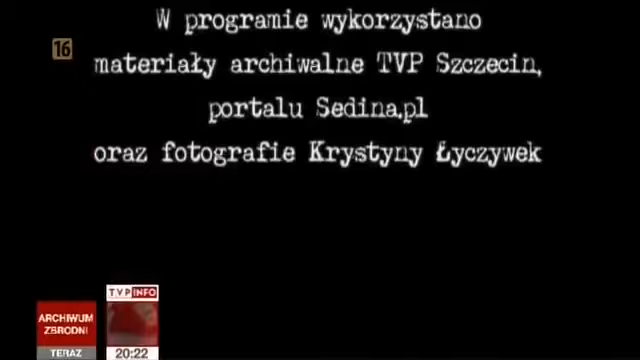 W programie wykorzystano
16
materiały archiwalne TVP Szczecin,
portalu Sedina.pl
oraz fotografie Krystyny Łyczywek
TVP INFO
ARCHIWUM
ZBRODNI
TERAZ
20:22